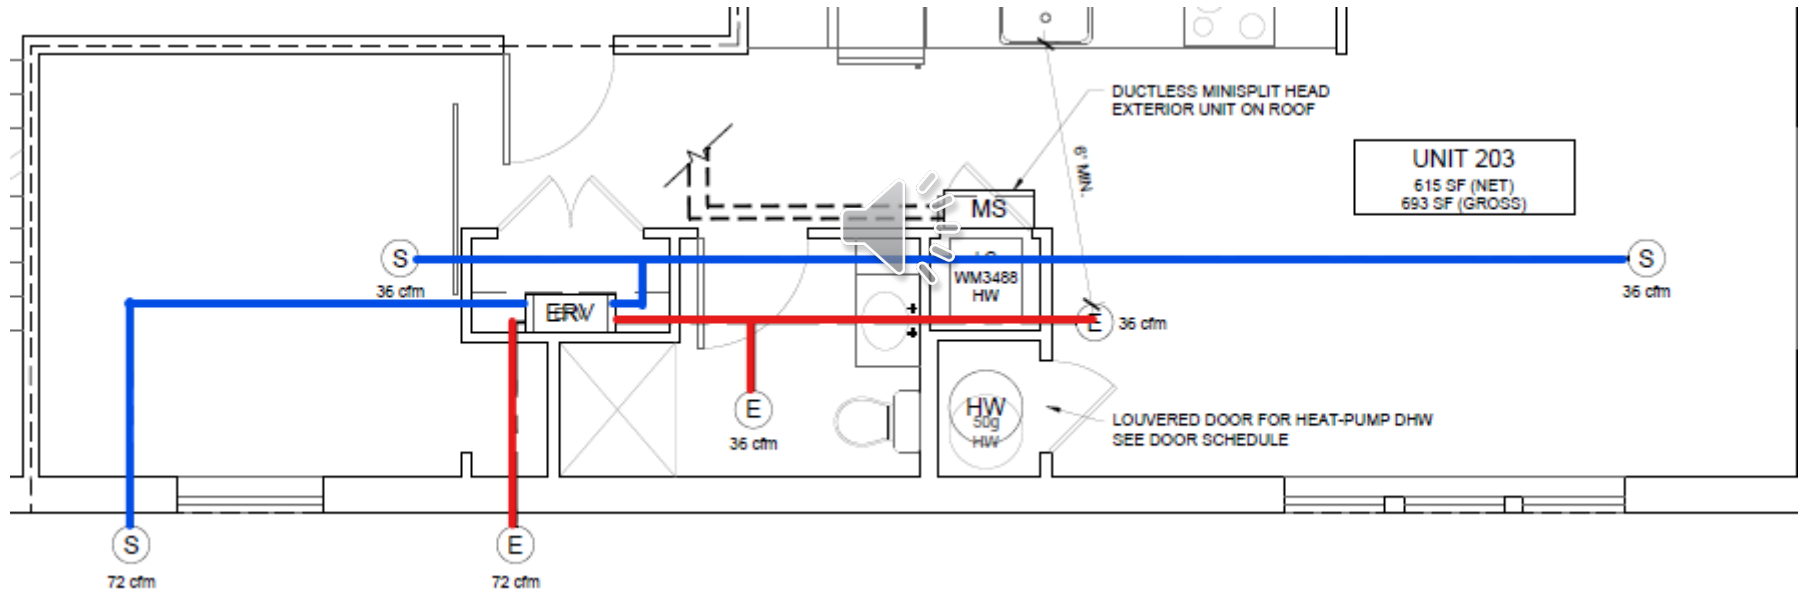 DUCTLESS MINISPLIT HEAD
EXTERIOR UNIT ON ROOF
6' MIN.
UNIT 203
615 SF (NET)
693 SF (GROSS)
MS
S
36 cfm
WM3488
HW
S
36 cfm
ERV
E
36 cfm
E
36 cfm
HW
50g
HW
LOUVERED DOOR FOR HEAT-PUMP DHW
SEE DOOR SCHEDULE
S
72 cfm
E
72 cfm